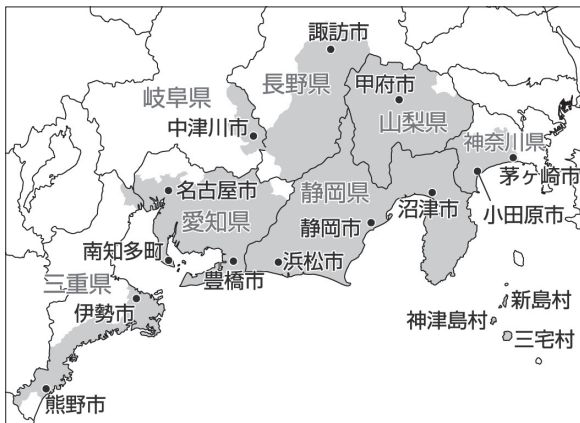 諏訪市
岐阜県
長野県
甲府市
山梨県
中津川市
神奈川県
茅ヶ崎市
名古屋市
愛知県
静岡県
静岡市
沼津市
小田原市
南知多町
豊橋市
浜松市
三重県
伊勢市
新島村
神津島村
三宅村
熊野市